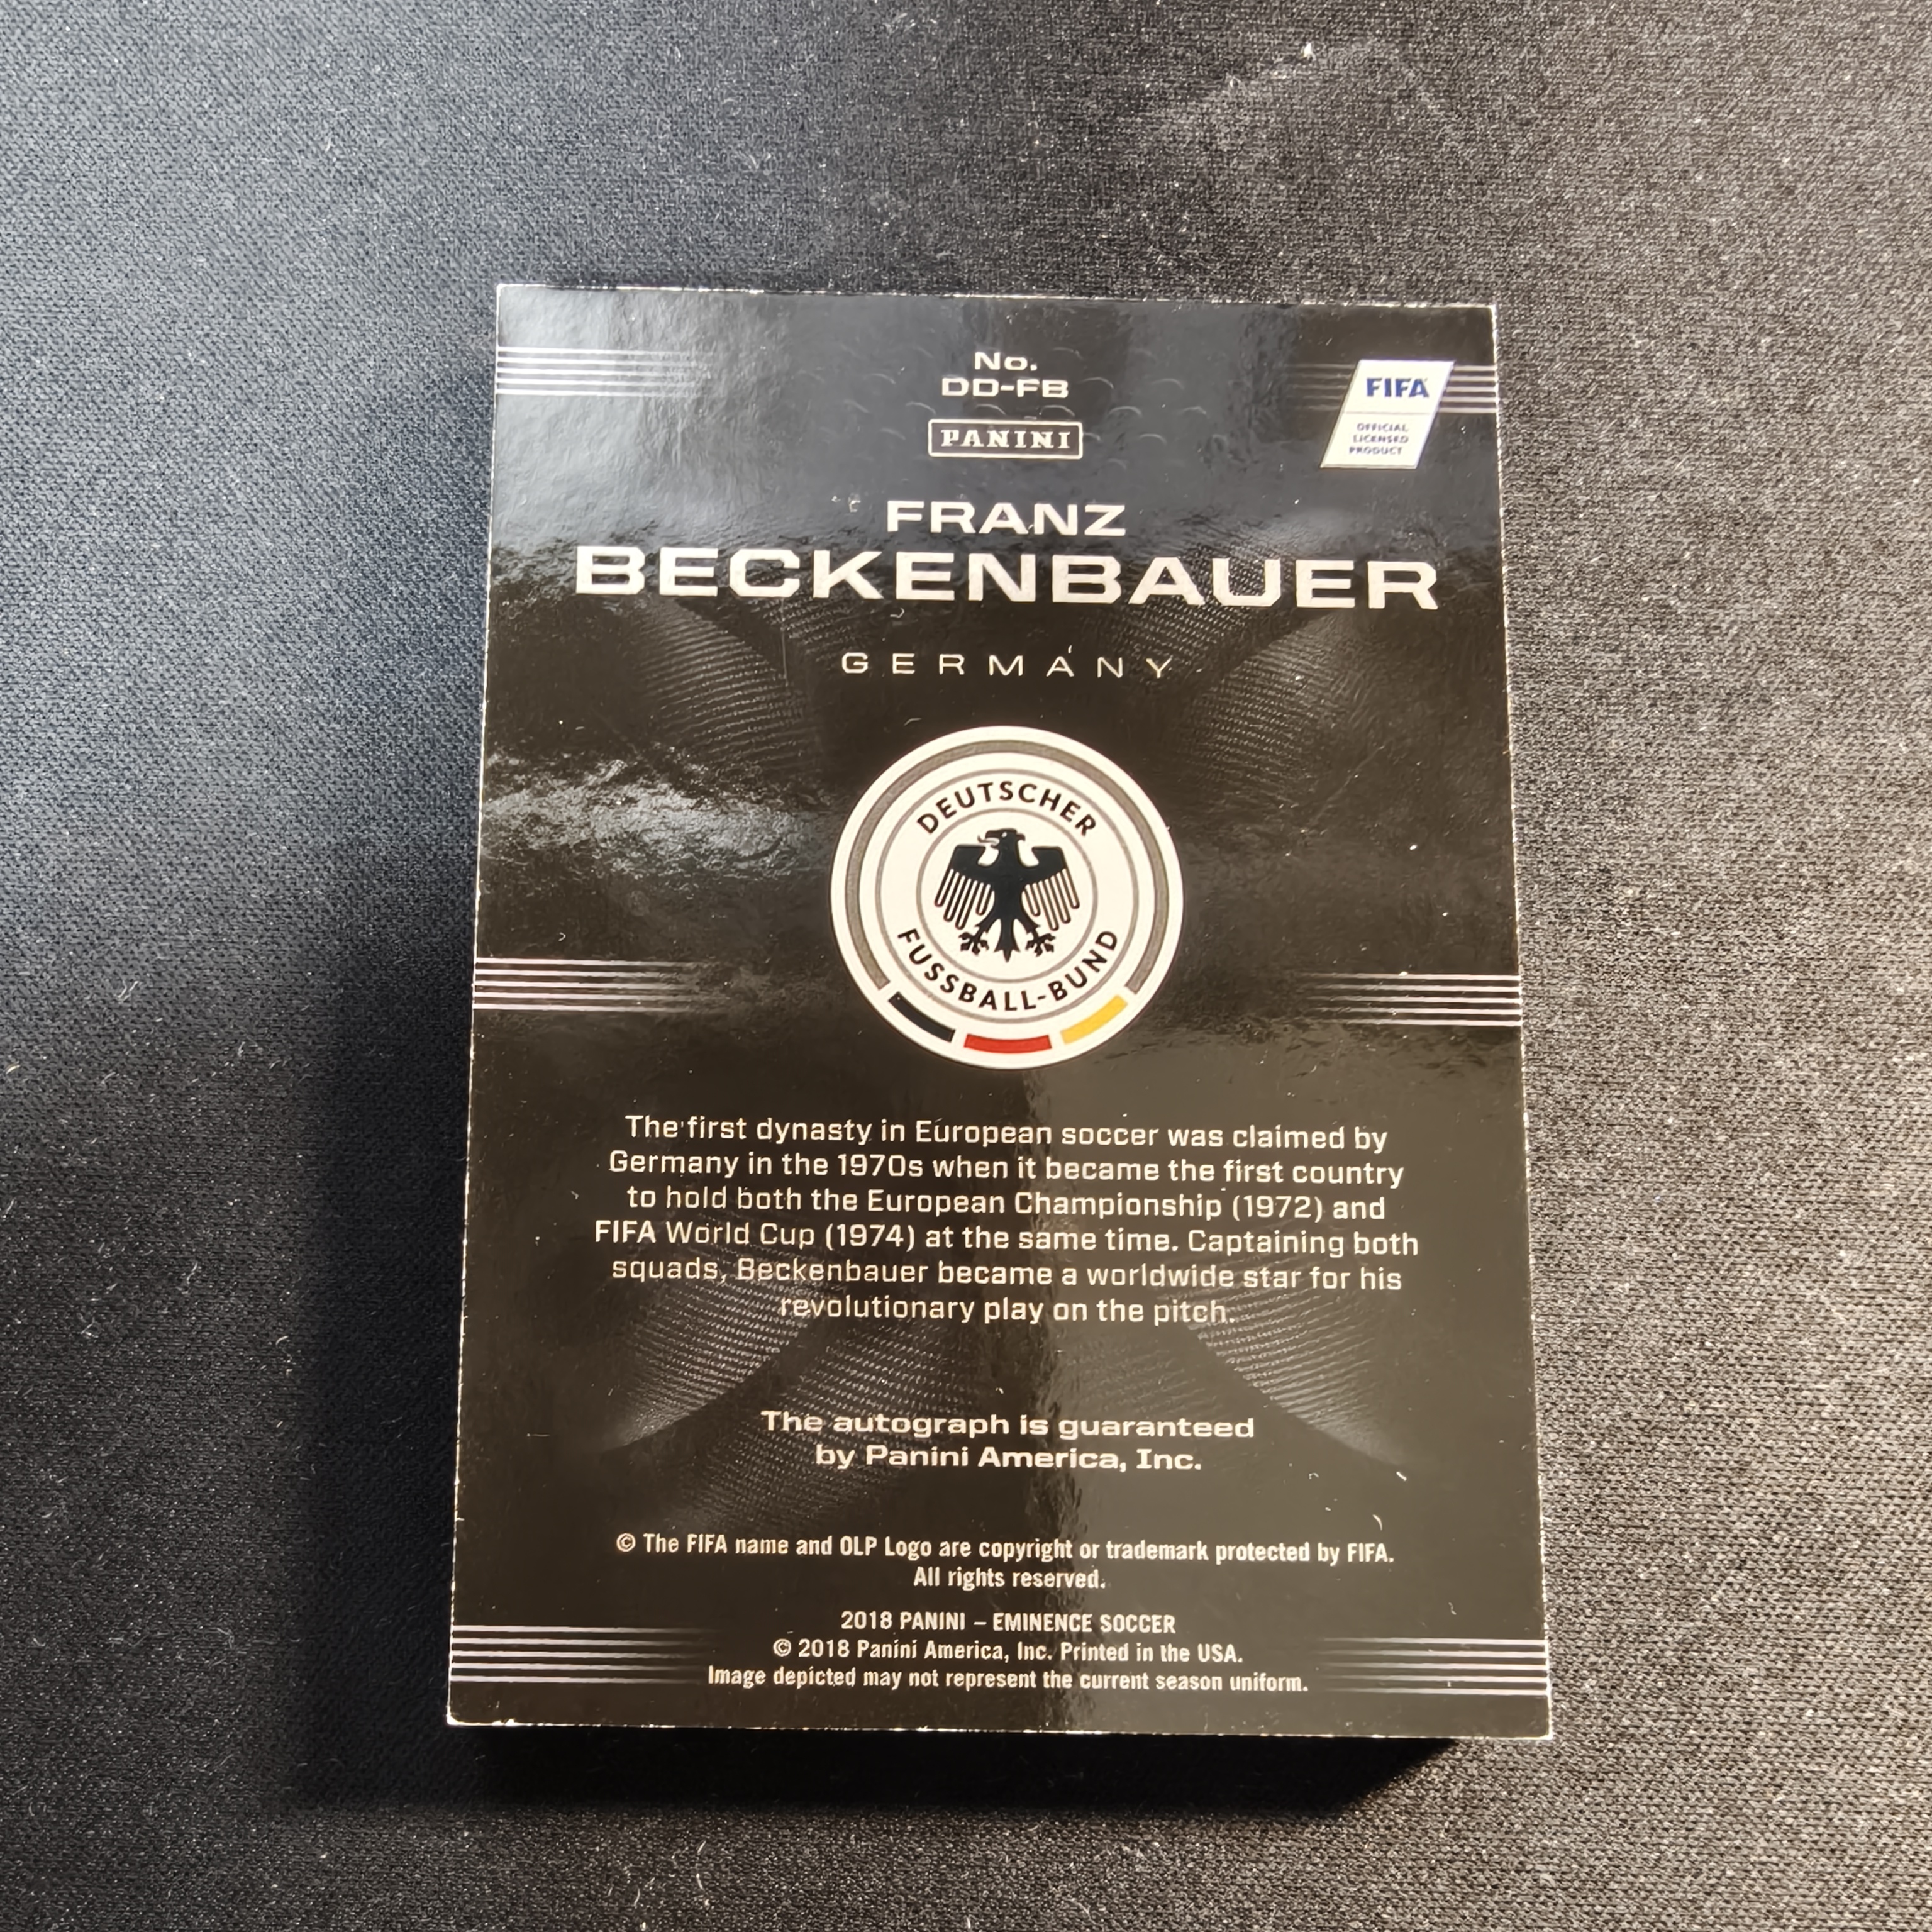 No.
DD-FB
PANINI
FIFA
OFFICIAL
LICENSED
PRODUCT
FRANZ
BECKENBAUER
GERMANY
DEUTSCHER
FUSSBALL-BUND
The first dynasty in European soccer was claimed by
Germany in the 1970s when it became the first country
to hold both the European Championship (1972) and
FIFA World Cup (1974) at the same time. Captaining both
squads, Beckenbauer became a worldwide star for his
revolutionary play on the pitch.
The autograph is guaranteed
by Panini America, Inc.
© The FIFA name and OLP Logo are copyright or trademark protected by FIFA.
All rights reserved.
2018 PANINI – EMINENCE SOCCER
© 2018 Panini America, Inc. Printed in the USA.
Image depicted may not represent the current season uniform.